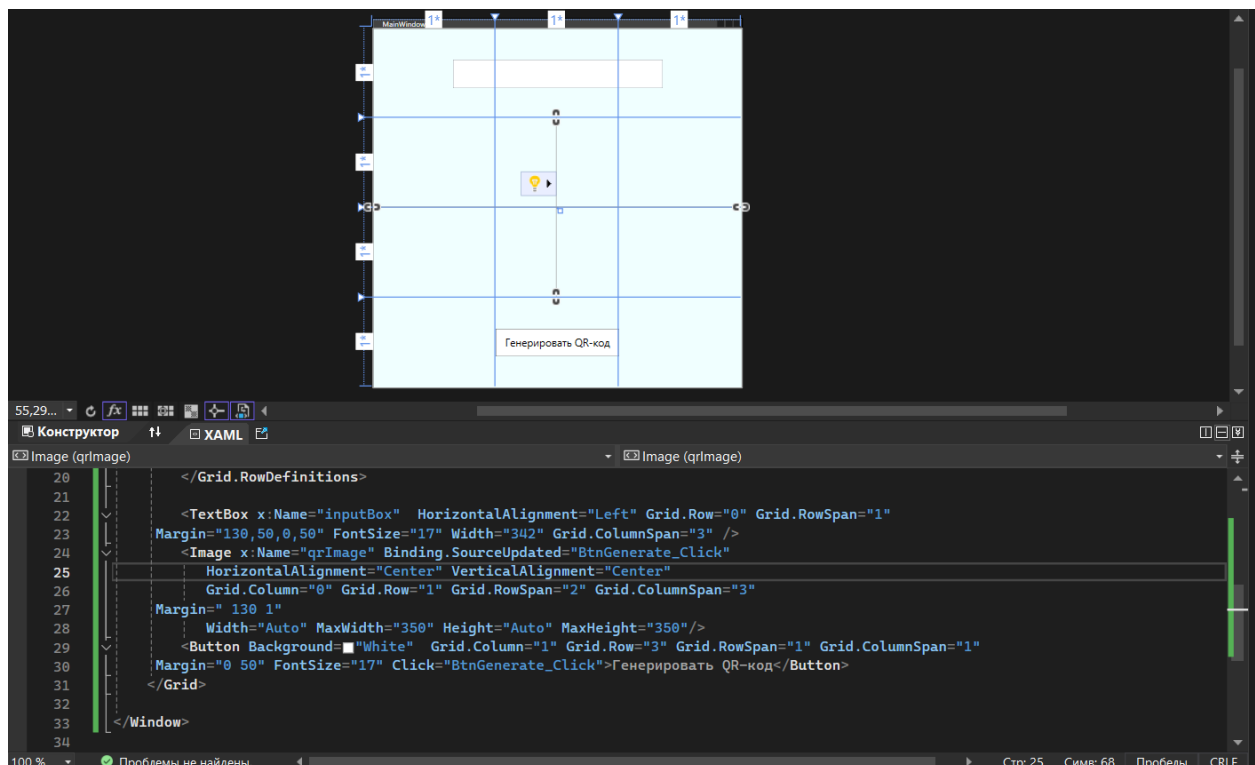 MainWindow 1* 1* 1*
1*
1*
1*
1*
Генерировать QR-код
55,29...
fx
Конструктор XAML
Image (qrImage) Image (qrImage)
20 </Grid.RowDefinitions>
21
22 <TextBox x:Name="inputBox"  HorizontalAlignment="Left" Grid.Row="0" Grid.RowSpan="1"
23 Margin="130,50,0,50" FontSize="17" Width="342" Grid.ColumnSpan="3" />
24 <Image x:Name="qrImage" Binding.SourceUpdated="BtnGenerate_Click"
25 HorizontalAlignment="Center" VerticalAlignment="Center"
26 Grid.Column="0" Grid.Row="1" Grid.RowSpan="2" Grid.ColumnSpan="3"
27 Margin=" 130 1"
28 Width="Auto" MaxWidth="350" Height="Auto" MaxHeight="350"/>
29 <Button Background="White"  Grid.Column="1" Grid.Row="3" Grid.RowSpan="1" Grid.ColumnSpan="1"
30 Margin="0 50" FontSize="17" Click="BtnGenerate_Click">Генерировать QR-код</Button>
31 </Grid>
32
33 </Window>
34
100 % Проблемы не найдены Стр: 25 Симв: 68 Пробелы CRLF